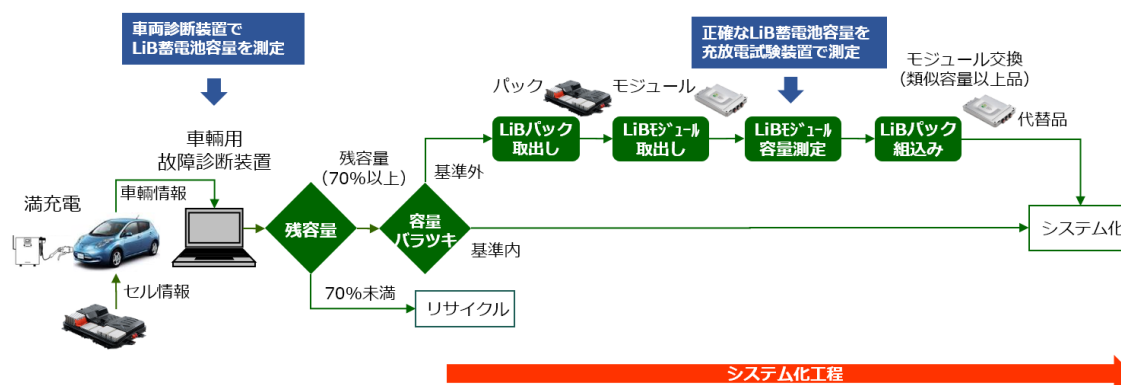 車両診断装置で
LiB蓄電池容量を測定
正確なLiB蓄電池容量を
充放電試験装置で測定
モジュール交換
(類似容量以上品)
パック
モジュール
代替品
LiBパック
取出し
LiBﾓｼﾞｭｰﾙ
取出し
LiBﾓｼﾞｭｰﾙ
容量測定
LiBパック
組込み
車輌用
故障診断装置
残容量
(70%以上)
基準外
満充電
車輌情報
残容量
容量
バラツキ
基準内
システム化
セル情報
70%未満
リサイクル
システム化工程